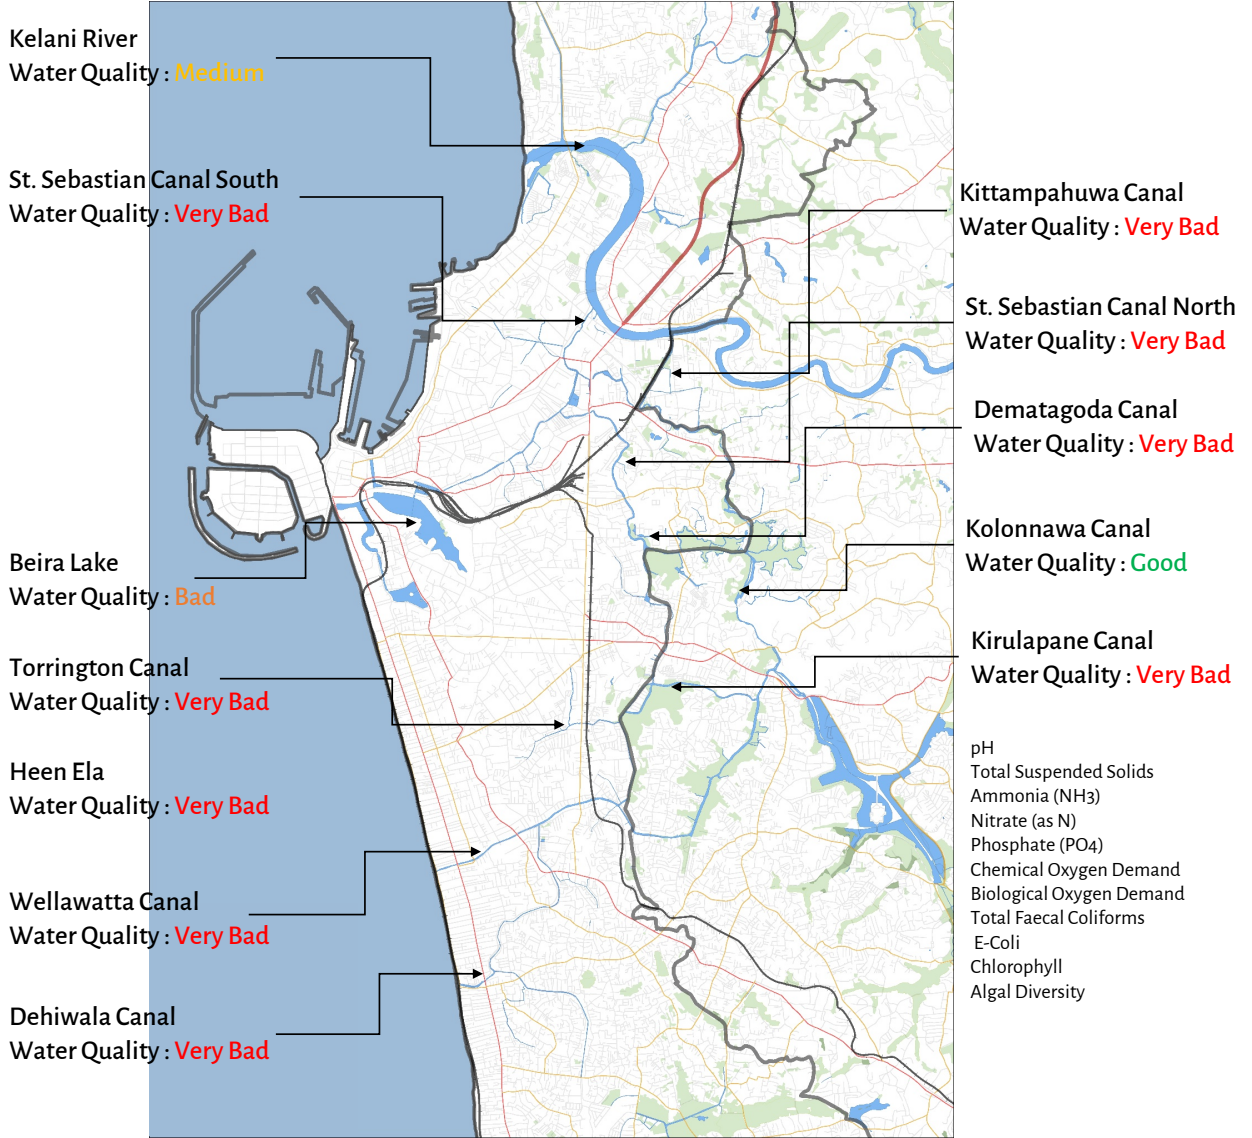 Kelani River
Water Quality : Medium
St. Sebastian Canal South
Water Quality : Very Bad
Beira Lake
Water Quality : Bad
Torrington Canal
Water Quality : Very Bad
Heen Ela
Water Quality : Very Bad
Wellawatta Canal
Water Quality : Very Bad
Dehiwala Canal
Water Quality : Very Bad
Kittampahuwa Canal
Water Quality : Very Bad
St. Sebastian Canal North
Water Quality : Very Bad
Dematagoda Canal
Water Quality : Very Bad
Kolonnawa Canal
Water Quality : Good
Kirulapane Canal
Water Quality : Very Bad
pH
Total Suspended Solids
Ammonia (NH3)
Nitrate (as N)
Phosphate (PO4)
Chemical Oxygen Demand
Biological Oxygen Demand
Total Faecal Coliforms
E-Coli
Chlorophyll
Algal Diversity